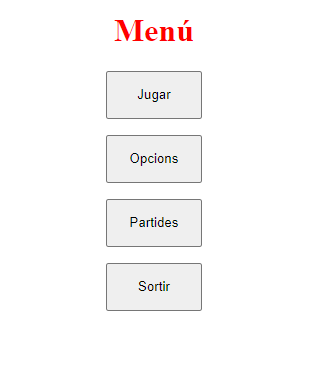 Menú
Jugar
Opcions
Partides
Sortir